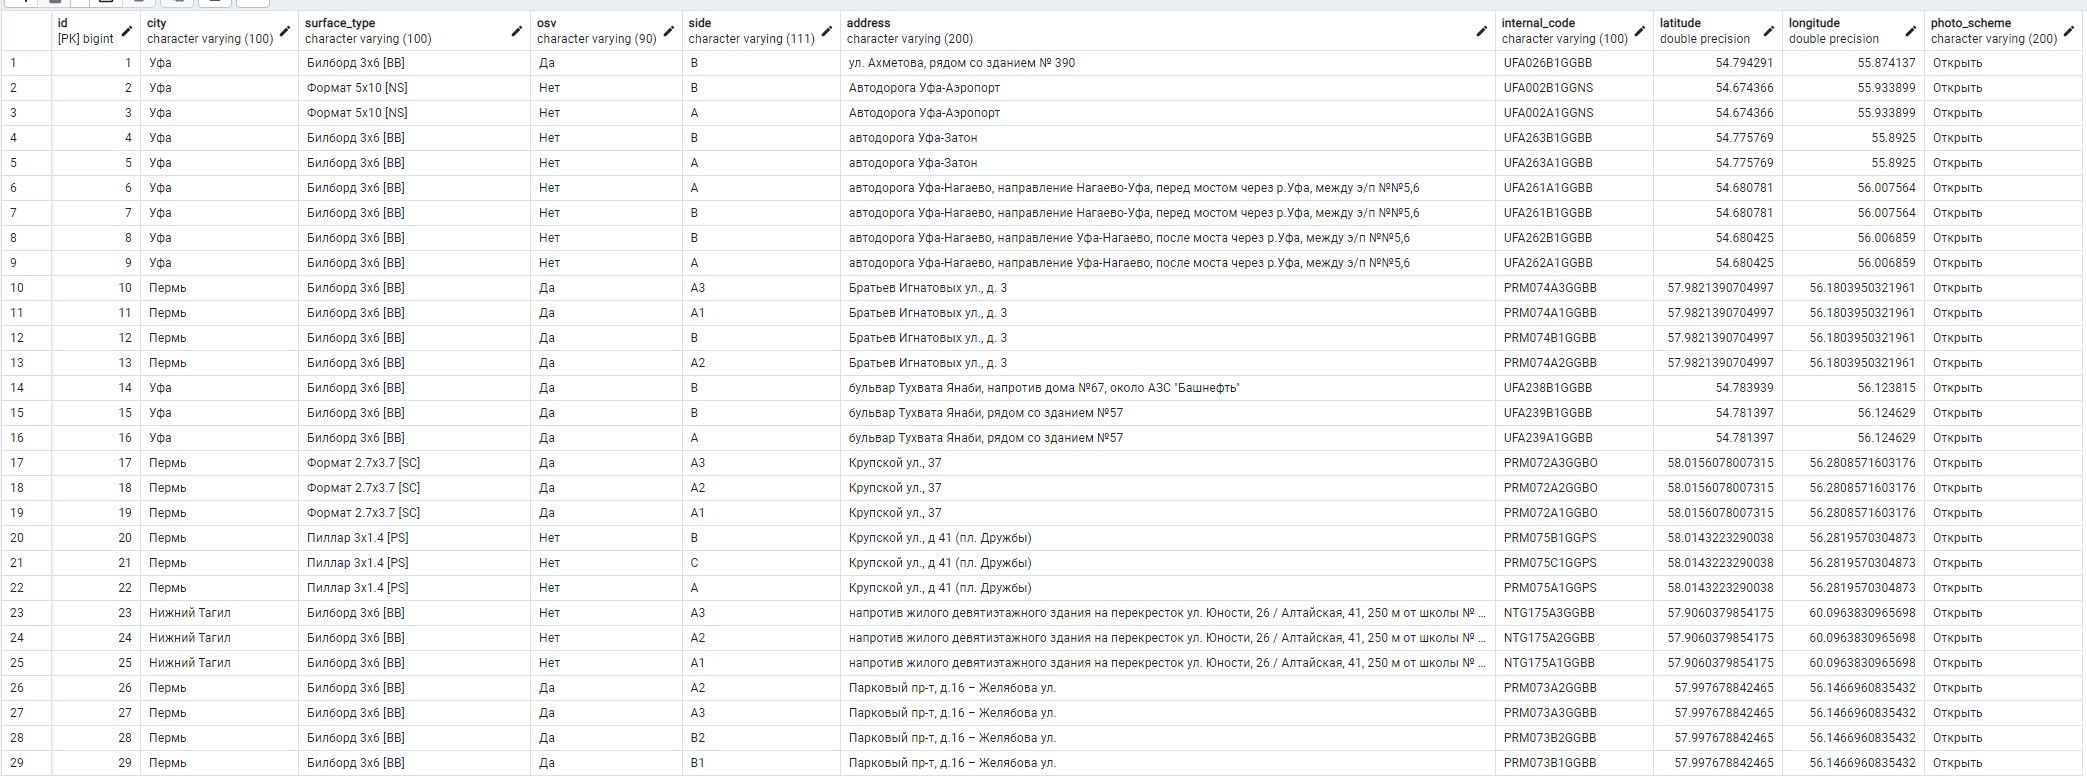 id city surface_type osv side address internal_code latitude longitude photo_scheme
[PK] bigint character varying (100) character varying (100) character varying (90) character varying (111) character varying (200) character varying (100) double precision double precision character varying (200)
1 1 Уфа Билборд 3x6 [BB] Да B ул. Ахметова, рядом со зданием № 390 UFA026B1GGBB 54.794291 55.874137 Открыть
2 2 Уфа Формат 5x10 [NS] Нет B Автодорога Уфа-Аэропорт UFA002B1GGNS 54.674366 55.933899 Открыть
3 3 Уфа Формат 5x10 [NS] Нет A Автодорога Уфа-Аэропорт UFA002A1GGNS 54.674366 55.933899 Открыть
4 4 Уфа Билборд 3x6 [BB] Нет B автодорога Уфа-Затон UFA263B1GGBB 54.775769 55.8925 Открыть
5 5 Уфа Билборд 3x6 [BB] Нет A автодорога Уфа-Затон UFA263A1GGBB 54.775769 55.8925 Открыть
6 6 Уфа Билборд 3x6 [BB] Нет A автодорога Уфа-Нагаево, направление Нагаево-Уфа, перед мостом через р.Уфа, между э/п №№5,6 UFA261A1GGBB 54.680781 56.007564 Открыть
7 7 Уфа Билборд 3x6 [BB] Нет B автодорога Уфа-Нагаево, направление Нагаево-Уфа, перед мостом через р.Уфа, между э/п №№5,6 UFA261B1GGBB 54.680781 56.007564 Открыть
8 8 Уфа Билборд 3x6 [BB] Нет B автодорога Уфа-Нагаево, направление Уфа-Нагаево, после моста через р.Уфа, между э/п №№5,6 UFA262B1GGBB 54.680425 56.006859 Открыть
9 9 Уфа Билборд 3x6 [BB] Нет A автодорога Уфа-Нагаево, направление Уфа-Нагаево, после моста через р.Уфа, между э/п №№5,6 UFA262A1GGBB 54.680425 56.006859 Открыть
10 10 Пермь Билборд 3x6 [BB] Да A3 Братьев Игнатовых ул., д. 3 PRM074A3GGBB 57.9821390704997 56.1803950321961 Открыть
11 11 Пермь Билборд 3x6 [BB] Да A1 Братьев Игнатовых ул., д. 3 PRM074A1GGBB 57.9821390704997 56.1803950321961 Открыть
12 12 Пермь Билборд 3x6 [BB] Да B Братьев Игнатовых ул., д. 3 PRM074B1GGBB 57.9821390704997 56.1803950321961 Открыть
13 13 Пермь Билборд 3x6 [BB] Да A2 Братьев Игнатовых ул., д. 3 PRM074A2GGBB 57.9821390704997 56.1803950321961 Открыть
14 14 Уфа Билборд 3x6 [BB] Да B бульвар Тухвата Янаби, напротив дома №67, около АЗС "Башнефть" UFA238B1GGBB 54.783939 56.123815 Открыть
15 15 Уфа Билборд 3x6 [BB] Да B бульвар Тухвата Янаби, рядом со зданием №57 UFA239B1GGBB 54.781397 56.124629 Открыть
16 16 Уфа Билборд 3x6 [BB] Да A бульвар Тухвата Янаби, рядом со зданием №57 UFA239A1GGBB 54.781397 56.124629 Открыть
17 17 Пермь Формат 2.7x3.7 [SC] Да A3 Крупской ул., 37 PRM072A3GGBO 58.0156078007315 56.2808571603176 Открыть
18 18 Пермь Формат 2.7x3.7 [SC] Да A2 Крупской ул., 37 PRM072A2GGBO 58.0156078007315 56.2808571603176 Открыть
19 19 Пермь Формат 2.7x3.7 [SC] Да A1 Крупской ул., 37 PRM072A1GGBO 58.0156078007315 56.2808571603176 Открыть
20 20 Пермь Пиллар 3x1.4 [PS] Нет B Крупской ул., д 41 (пл. Дружбы) PRM075B1GGPS 58.0143223290038 56.2819570304873 Открыть
21 21 Пермь Пиллар 3x1.4 [PS] Нет C Крупской ул., д 41 (пл. Дружбы) PRM075C1GGPS 58.0143223290038 56.2819570304873 Открыть
22 22 Пермь Пиллар 3x1.4 [PS] Нет A Крупской ул., д 41 (пл. Дружбы) PRM075A1GGPS 58.0143223290038 56.2819570304873 Открыть
23 23 Нижний Тагил Билборд 3x6 [BB] Нет A3 напротив жилого девятиэтажного здания на перекресток ул. Юности, 26 / Алтайская, 41, 250 м от школы № ... NTG175A3GGBB 57.9060379854175 60.0963830965698 Открыть
24 24 Нижний Тагил Билборд 3x6 [BB] Нет A2 напротив жилого девятиэтажного здания на перекресток ул. Юности, 26 / Алтайская, 41, 250 м от школы № ... NTG175A2GGBB 57.9060379854175 60.0963830965698 Открыть
25 25 Нижний Тагил Билборд 3x6 [BB] Нет A1 напротив жилого девятиэтажного здания на перекресток ул. Юности, 26 / Алтайская, 41, 250 м от школы № ... NTG175A1GGBB 57.9060379854175 60.0963830965698 Открыть
26 26 Пермь Билборд 3x6 [BB] Да A2 Парковый пр-т, д.16 – Желябова ул. PRM073A2GGBB 57.997678842465 56.1466960835432 Открыть
27 27 Пермь Билборд 3x6 [BB] Да A3 Парковый пр-т, д.16 – Желябова ул. PRM073A3GGBB 57.997678842465 56.1466960835432 Открыть
28 28 Пермь Билборд 3x6 [BB] Да B2 Парковый пр-т, д.16 – Желябова ул. PRM073B2GGBB 57.997678842465 56.1466960835432 Открыть
29 29 Пермь Билборд 3x6 [BB] Да B1 Парковый пр-т, д.16 – Желябова ул. PRM073B1GGBB 57.997678842465 56.1466960835432 Открыть